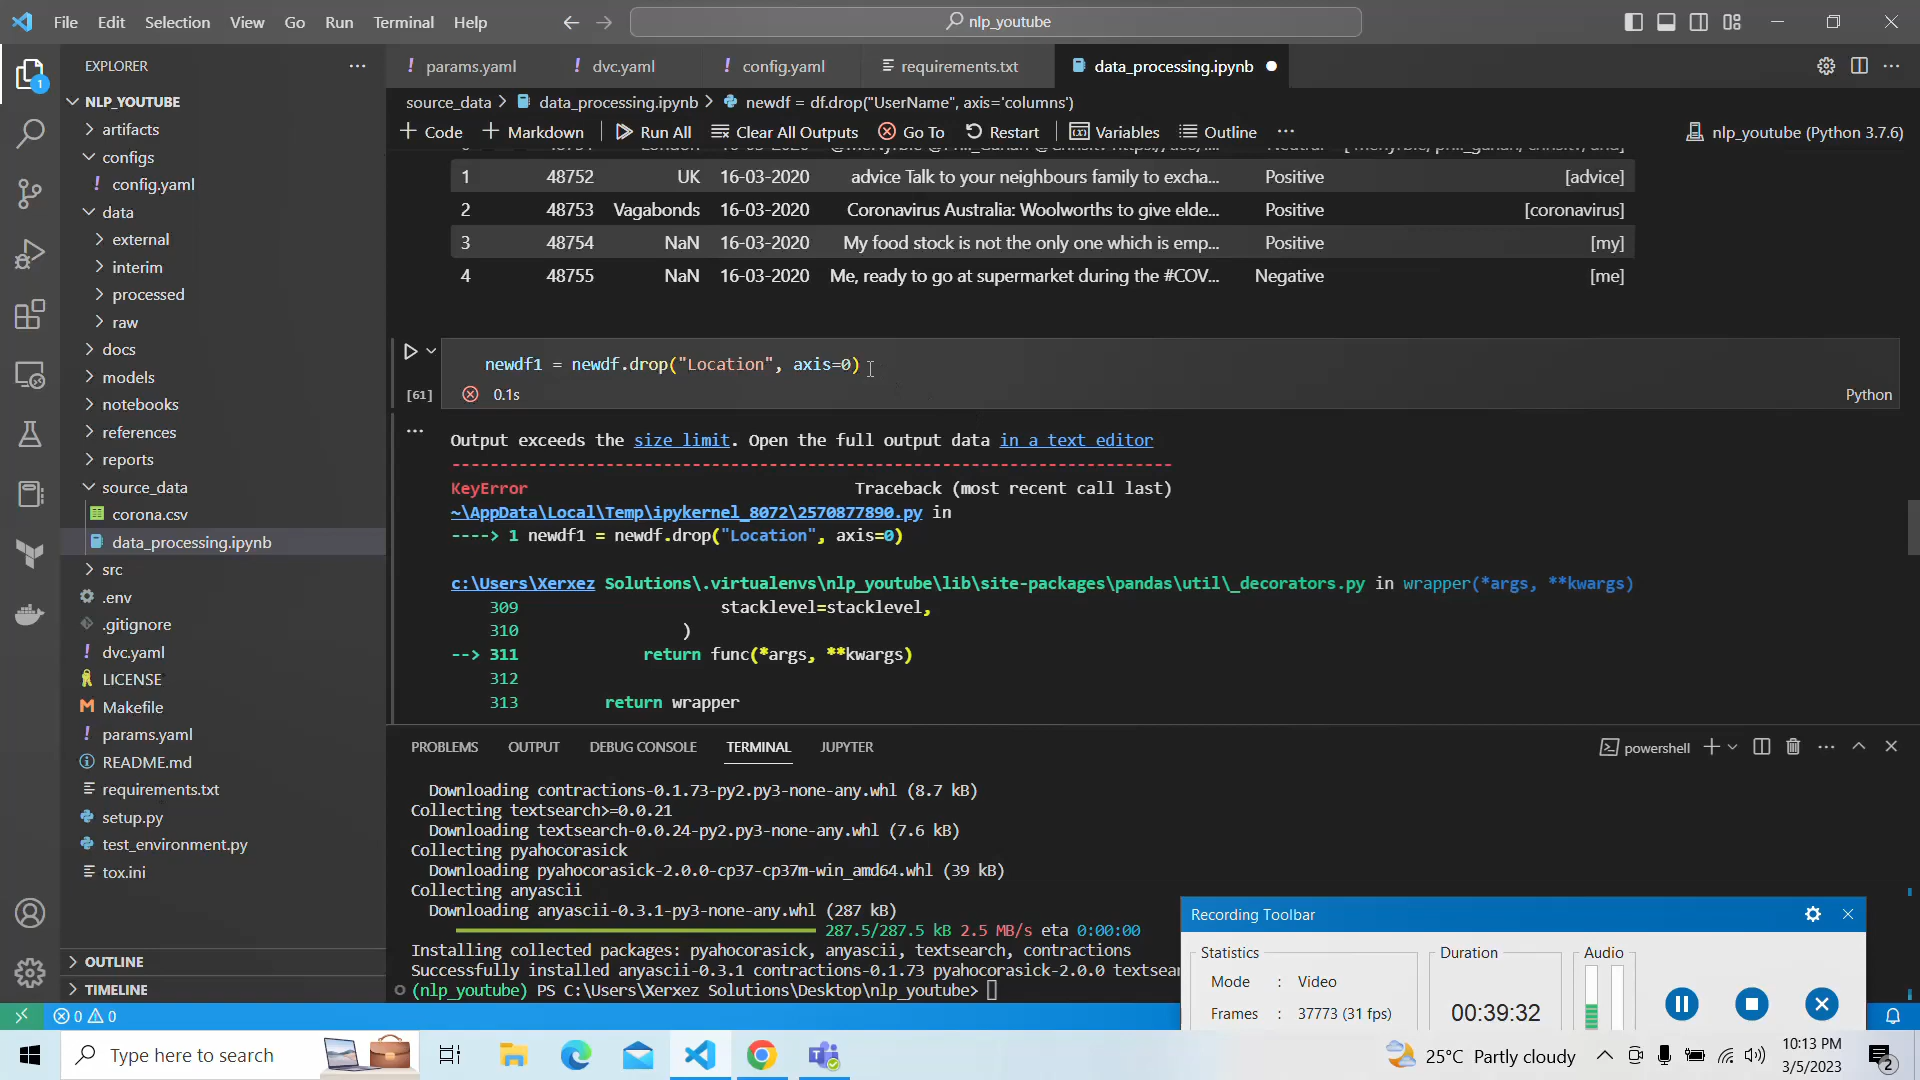 File Edit Selection View Go Run Terminal Help
nlp_youtube
EXPLORER
params.yaml
dvc.yaml
config.yaml
requirements.txt
data_processing.ipynb
NLP_YOUTUBE
source_data > data_processing.ipynb > newdf = df.drop("UserName", axis='columns')
+ Code + Markdown Run All Clear All Outputs Go To Restart Variables Outline ...
nlp_youtube (Python 3.7.6)
artifacts
configs
config.yaml
data
external
interim
processed
raw
docs
models
notebooks
references
reports
source_data
corona.csv
data_processing.ipynb
src
.env
.gitignore
dvc.yaml
LICENSE
Makefile
params.yaml
README.md
requirements.txt
setup.py
test_environment.py
tox.ini
OUTLINE
TIMELINE
1 48752 UK 16-03-2020 advice Talk to your neighbours family to excha... Positive [advice]
2 48753 Vagabonds 16-03-2020 Coronavirus Australia: Woolworths to give elde... Positive [coronavirus]
3 48754 NaN 16-03-2020 My food stock is not the only one which is emp... Positive [my]
4 48755 NaN 16-03-2020 Me, ready to go at supermarket during the #COV... Negative [me]
newdf1 = newdf.drop("Location", axis=0)
[61] 0.1s
Python
Output exceeds the size limit. Open the full output data in a text editor
---------------------------------------------------------------------------
KeyError Traceback (most recent call last)
~\AppData\Local\Temp\ipykernel_8072\2570877890.py in
----> 1 newdf1 = newdf.drop("Location", axis=0)
c:\Users\Xerxez Solutions\.virtualenvs\nlp_youtube\lib\site-packages\pandas\util\_decorators.py in wrapper(*args, **kwargs)
309 stacklevel=stacklevel,
310 )
--> 311 return func(*args, **kwargs)
312
313 return wrapper
PROBLEMS OUTPUT DEBUG CONSOLE TERMINAL JUPYTER
powershell
Downloading contractions-0.1.73-py2.py3-none-any.whl (8.7 kB)
Collecting textsearch>=0.0.21
Downloading textsearch-0.0.24-py2.py3-none-any.whl (7.6 kB)
Collecting pyahocorasick
Downloading pyahocorasick-2.0.0-cp37-cp37m-win_amd64.whl (39 kB)
Collecting anyascii
Downloading anyascii-0.3.1-py3-none-any.whl (287 kB)
287.5/287.5 kB 2.5 MB/s eta 0:00:00
Installing collected packages: pyahocorasick, anyascii, textsearch, contractions
Successfully installed anyascii-0.3.1 contractions-0.1.73 pyahocorasick-2.0.0 textsear
(nlp_youtube) PS C:\Users\Xerxez Solutions\Desktop\nlp_youtube>
Recording Toolbar
Statistics
Mode : Video
Frames : 37773 (31 fps)
Duration
00:39:32
Audio
0 0
Type here to search
25°C Partly cloudy
10:13 PM
3/5/2023
2
1